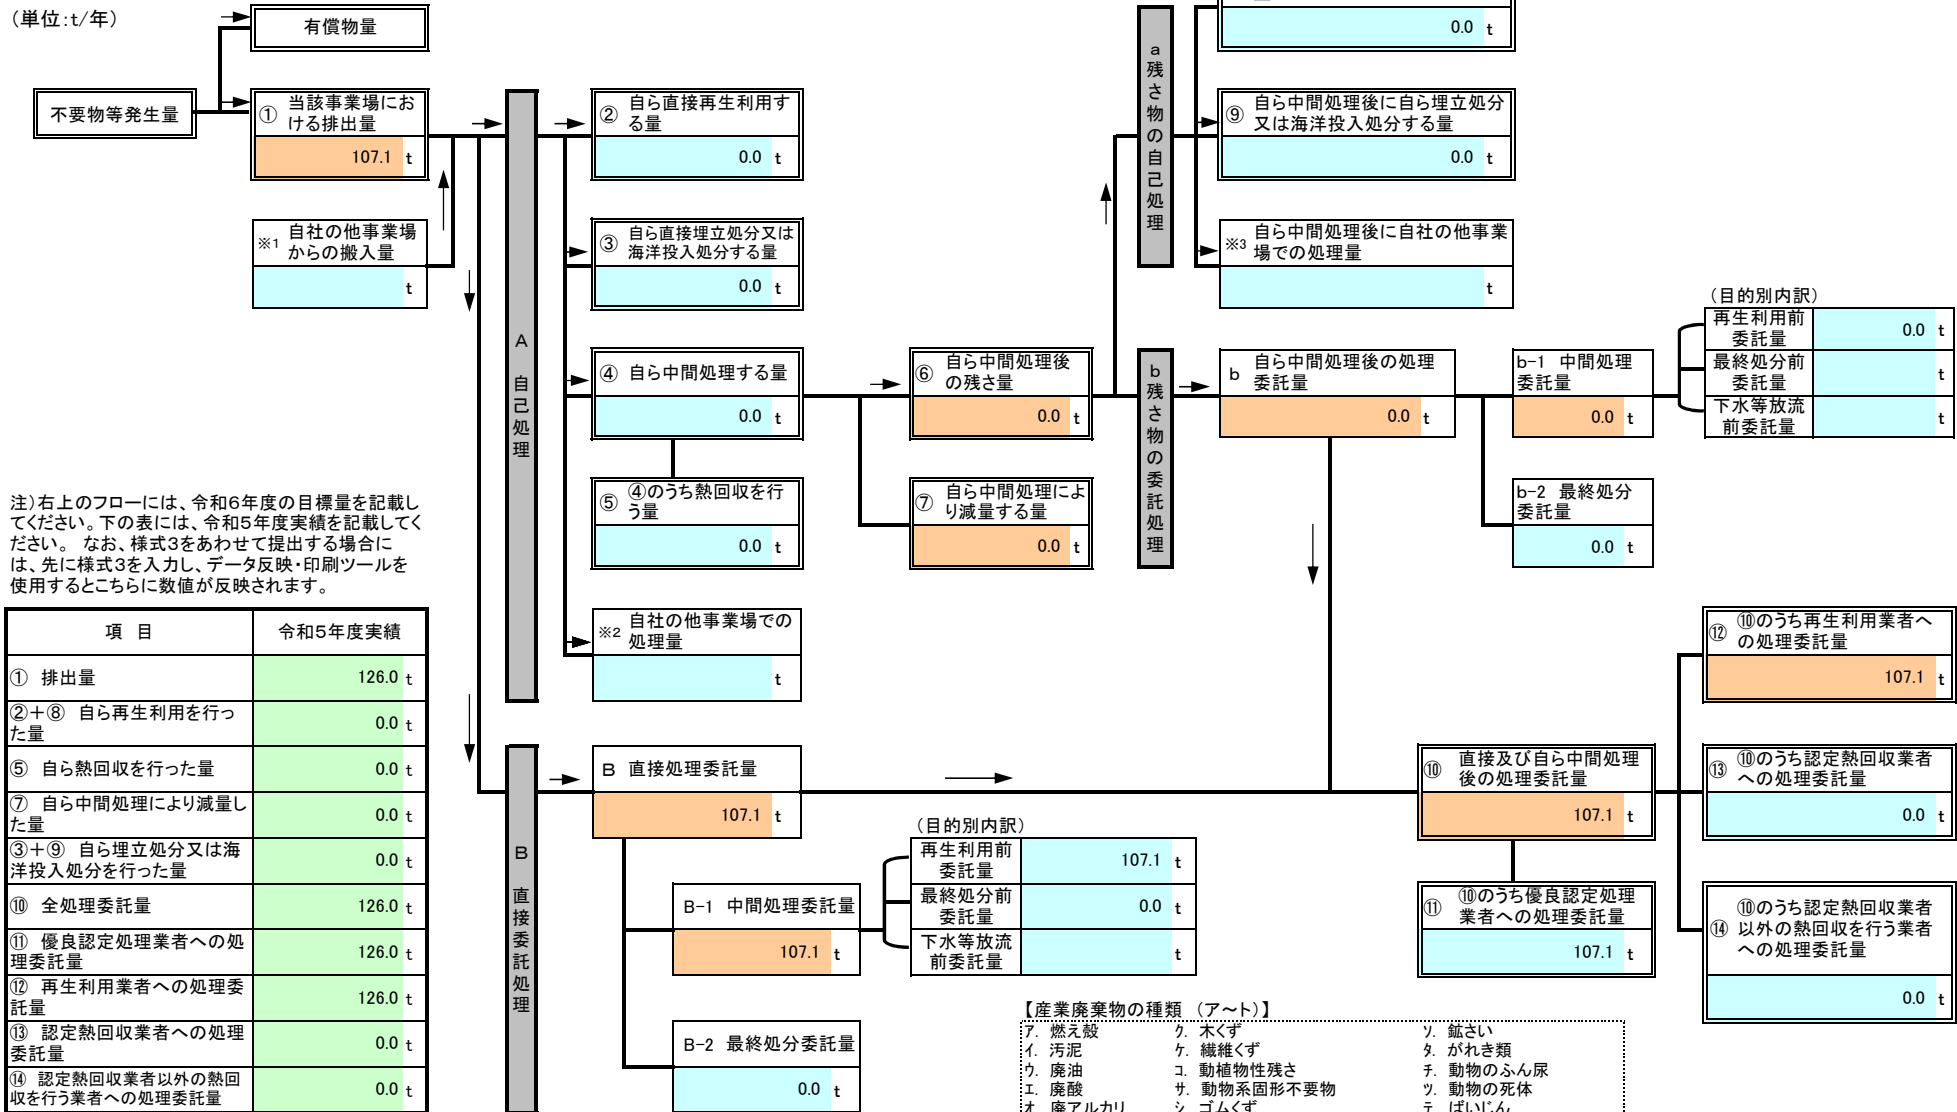 (単位:t/年)
有償物量
不要物等発生量
① 当該事業場にお
ける排出量
107.1 t
※1 自社の他事業場
からの搬入量
t
A 自己処理
② 自ら直接再生利用す
る量
0.0 t
③ 自ら直接埋立処分又は
海洋投入処分する量
0.0 t
④ 自ら中間処理する量
0.0 t
⑤ ④のうち熱回収を行
う量
0.0 t
※2 自社の他事業場での
処理量
t
⑥ 自ら中間処理後
の残さ量
0.0 t
⑦ 自ら中間処理によ
り減量する量
0.0 t
a 残さ物の自己処理
0.0 t
⑨ 自ら中間処理後に自ら埋立処分
又は海洋投入処分する量
0.0 t
※3 自ら中間処理後に自社の他事業
場での処理量
t
b 残さ物の委託処理
b 自ら中間処理後の処理
委託量
0.0 t
b-1 中間処理
委託量
0.0 t
(目的別内訳)
再生利用前
委託量
0.0 t
最終処分前
委託量
t
下水等放流
前委託量
t
b-2 最終処分
委託量
0.0 t
注)右上のフローには、令和6年度の目標量を記載し
てください。下の表には、令和5年度実績を記載してく
ださい。 なお、様式3をあわせて提出する場合に
は、先に様式3を入力し、データ反映・印刷ツールを
使用するとこちらに数値が反映されます。
項 目 令和5年度実績
① 排出量 126.0 t
②+⑧ 自ら再生利用を行っ
た量 0.0 t
⑤ 自ら熱回収を行った量 0.0 t
⑦ 自ら中間処理により減量し
た量 0.0 t
③+⑨ 自ら埋立処分又は海
洋投入処分を行った量 0.0 t
⑩ 全処理委託量 126.0 t
⑪ 優良認定処理業者への処
理委託量 126.0 t
⑫ 再生利用業者への処理委
託量 126.0 t
⑬ 認定熱回収業者への処理
委託量 0.0 t
⑭ 認定熱回収業者以外の熱回
収を行う業者への処理委託量 0.0 t
B 直接委託処理
B 直接処理委託量
107.1 t
B-1 中間処理委託量
107.1 t
(目的別内訳)
再生利用前
委託量
107.1 t
最終処分前
委託量
0.0 t
下水等放流
前委託量
t
B-2 最終処分委託量
0.0 t
⑩ 直接及び自ら中間処理
後の処理委託量
107.1 t
⑪ ⑩のうち優良認定処理
業者への処理委託量
107.1 t
⑫ ⑩のうち再生利用業者へ
の処理委託量
107.1 t
⑬ ⑩のうち認定熱回収業者
への処理委託量
0.0 t
⑭ ⑩のうち認定熱回収業者
以外の熱回収を行う業者
への処理委託量
0.0 t
【産業廃棄物の種類 (ア~ト)】
ア. 燃え殻 ク. 木くず ソ. 鉱さい
イ. 汚泥 ケ. 繊維くず タ. がれき類
ウ. 廃油 コ. 動植物性残さ チ. 動物のふん尿
エ. 廃酸 サ. 動物系固形不要物 ツ. 動物の死体
オ. 廃アルカリ シ. ゴムくず テ. ばいじん